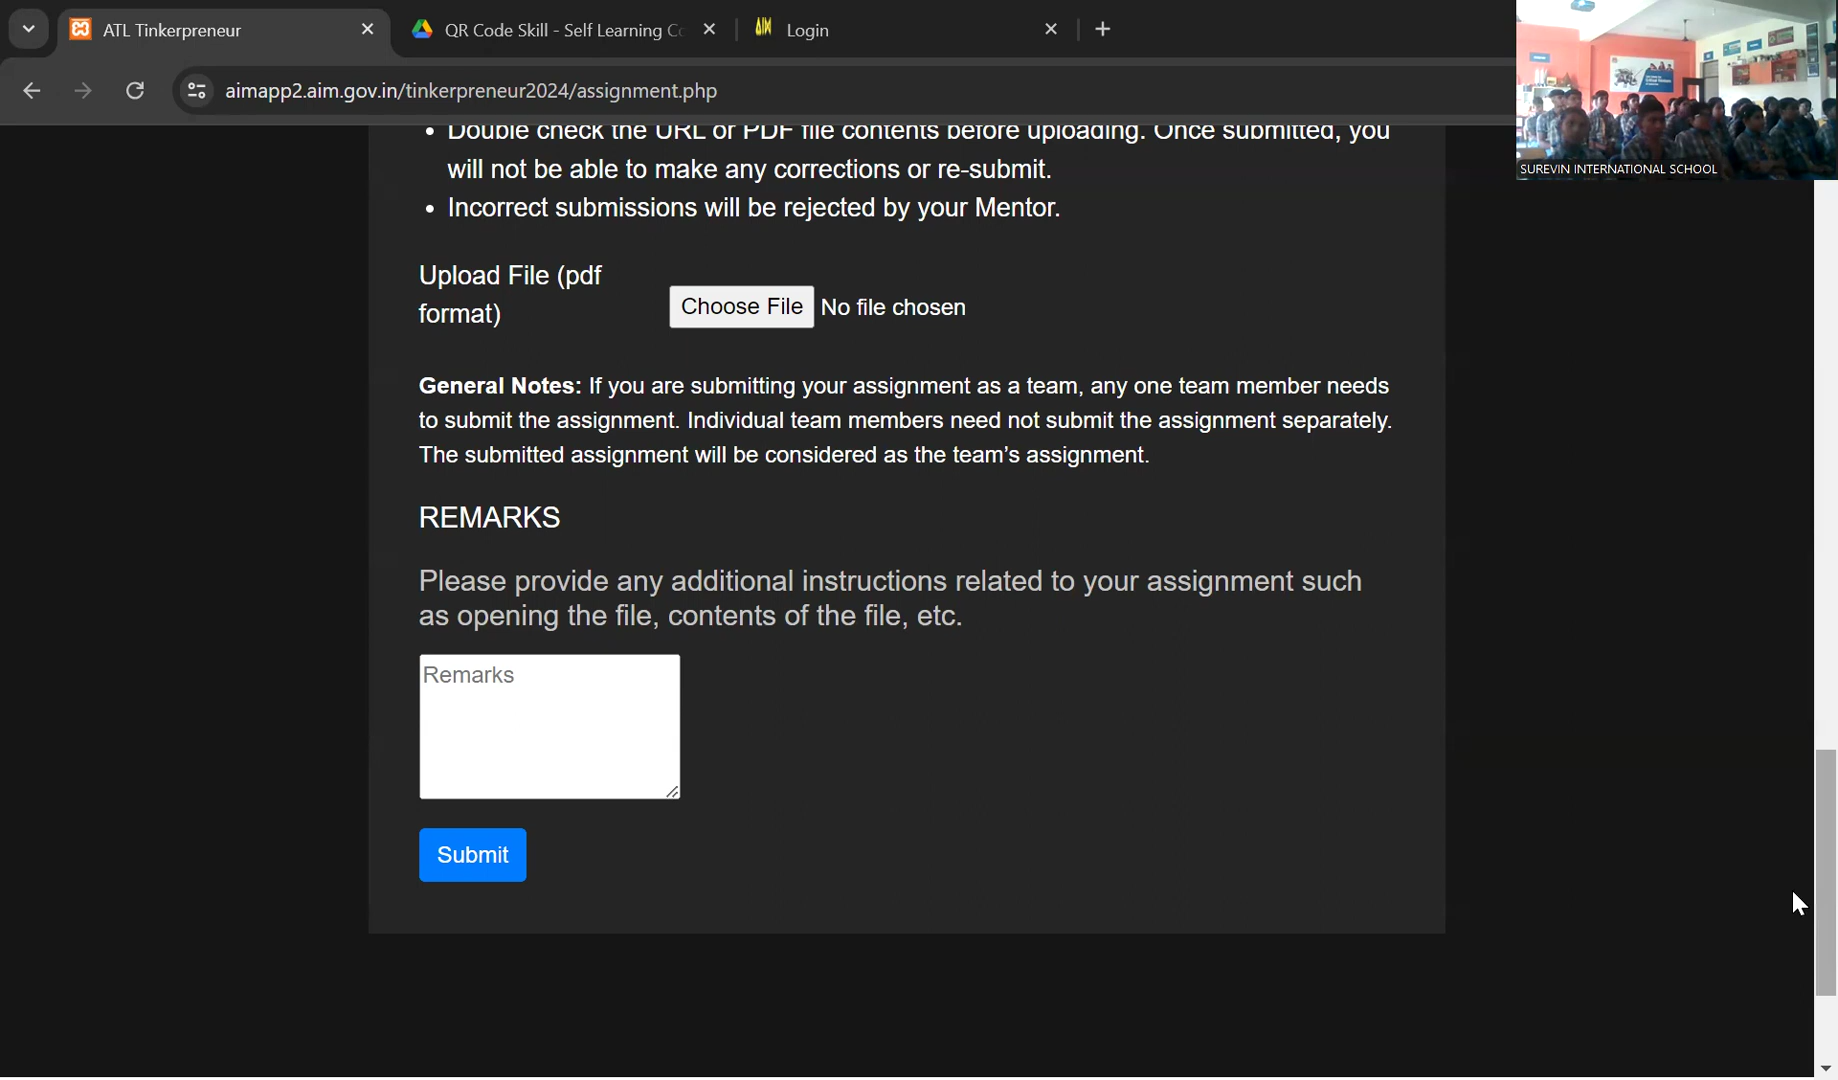 ATL Tinkerpreneur
QR Code Skill - Self Learning Co
Login
aimapp2.aim.gov.in/tinkerpreneur2024/assignment.php
SUREVIN INTERNATIONAL SCHOOL
• Double check the URL or PDF file contents before uploading. Once submitted, you
will not be able to make any corrections or re-submit.
• Incorrect submissions will be rejected by your Mentor.
Upload File (pdf
format)
Choose File No file chosen
General Notes: If you are submitting your assignment as a team, any one team member needs
to submit the assignment. Individual team members need not submit the assignment separately.
The submitted assignment will be considered as the team’s assignment.
REMARKS
Please provide any additional instructions related to your assignment such
as opening the file, contents of the file, etc.
Remarks
Submit